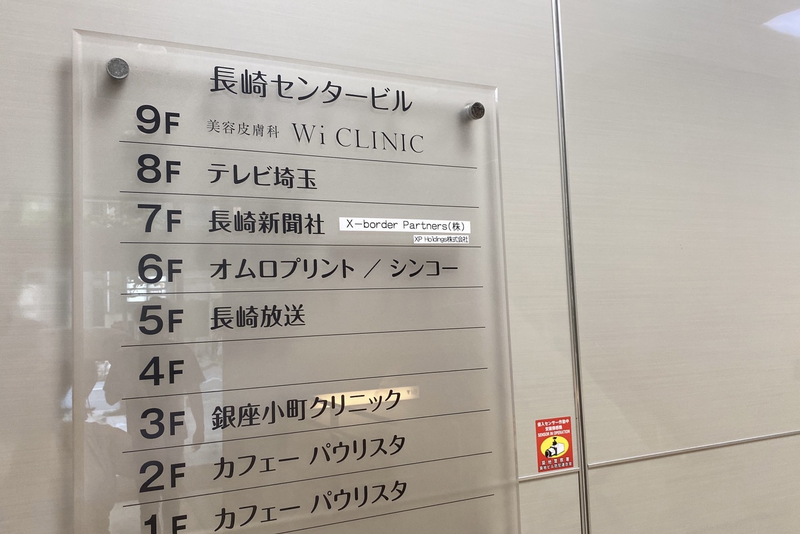 長崎センタービル
9F 美容皮膚科 Wi CLINIC
8F テレビ埼玉
7F 長崎新聞社 X-border Partners(株)
XP Holdings株式会社
6F オムロプリント / シンコー
5F 長崎放送
4F
3F 銀座小町クリニック
2F カフェー パウリスタ
1F カフェー パウリスタ
SENSOR IN OPERATION